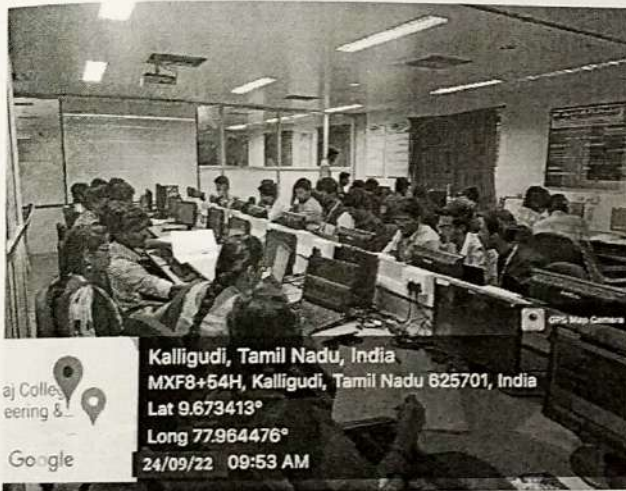 GPS Map Camera
Kalligudi, Tamil Nadu, India
MXF8+54H, Kalligudi, Tamil Nadu 625701, India
Lat 9.673413°
Long 77.964476°
24/09/22 09:53 AM
aj Colleg
eering &
Google